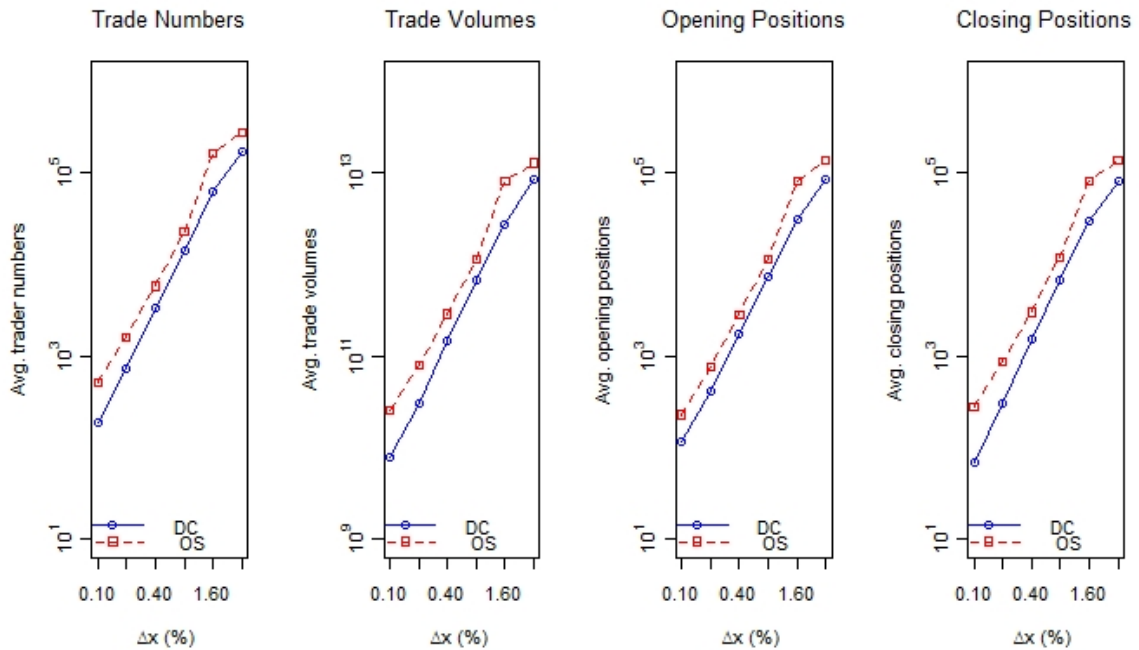 Trade Numbers
Avg. trader numbers
10^5
10^3
10^1
DC
OS
0.10 0.40 1.60
Δx (%)
Trade Volumes
Avg. trade volumes
10^13
10^11
10^9
DC
OS
0.10 0.40 1.60
Δx (%)
Opening Positions
Avg. opening positions
10^5
10^3
10^1
DC
OS
0.10 0.40 1.60
Δx (%)
Closing Positions
Avg. closing positions
10^5
10^3
10^1
DC
OS
0.10 0.40 1.60
Δx (%)